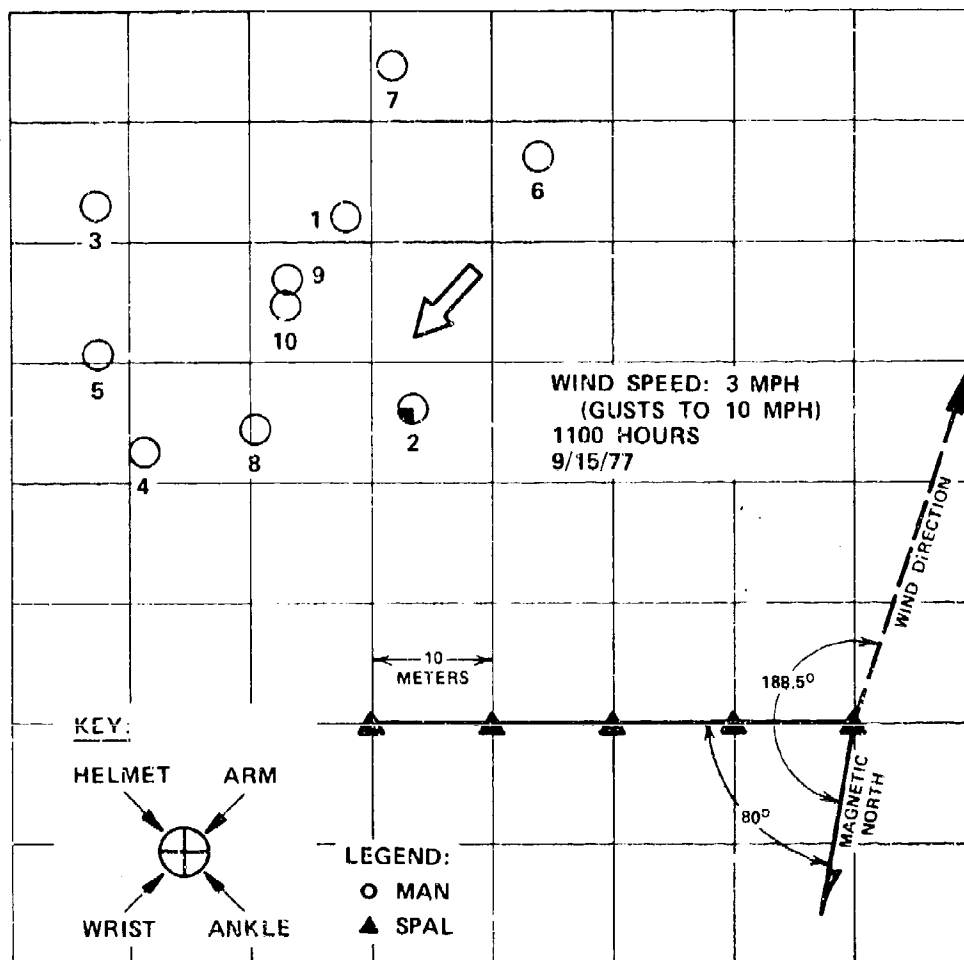 7
6
3
1
9
10
5
WIND SPEED: 3 MPH
(GUSTS TO 10 MPH)
1100 HOURS
9/15/77
2
8
4
WIND DIRECTION
10
METERS
188.5°
KEY:
HELMET ARM
80°
MAGNETIC
NORTH
LEGEND:
MAN
SPAL
WRIST ANKLE